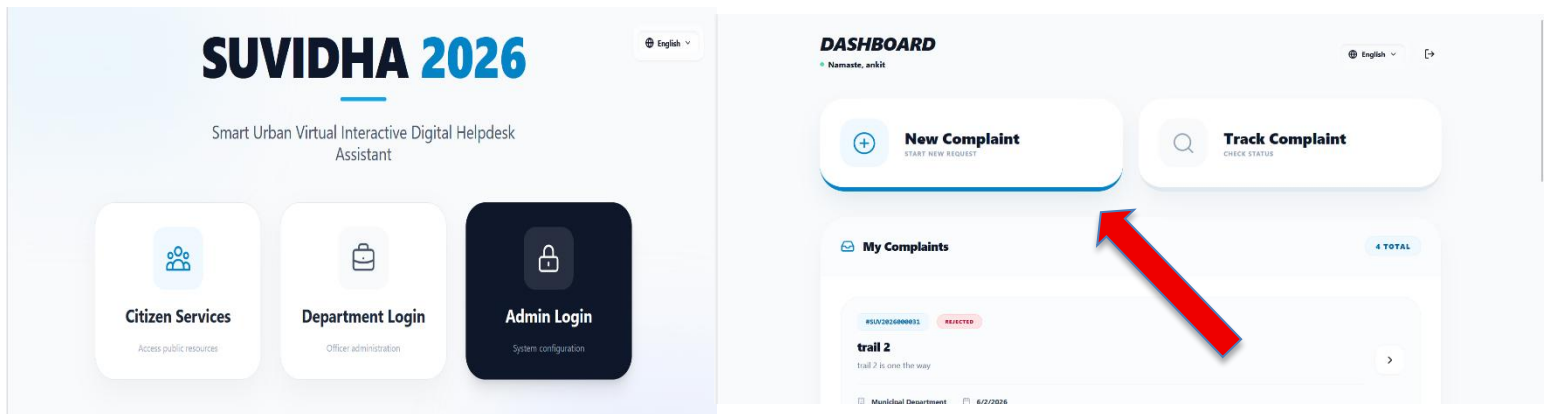 SUVIDHA 2026
English
Smart Urban Virtual Interactive Digital Helpdesk
Assistant
Citizen Services
Access public resources
Department Login
Officer administration
Admin Login
System configuration
DASHBOARD
Namaste, ankit
English
New Complaint
START NEW REQUEST
Track Complaint
CHECK STATUS
My Complaints
4 TOTAL
#SUV2026000031
REJECTED
trail 2
trail 2 is one the way
Municipal Department
6/2/2026